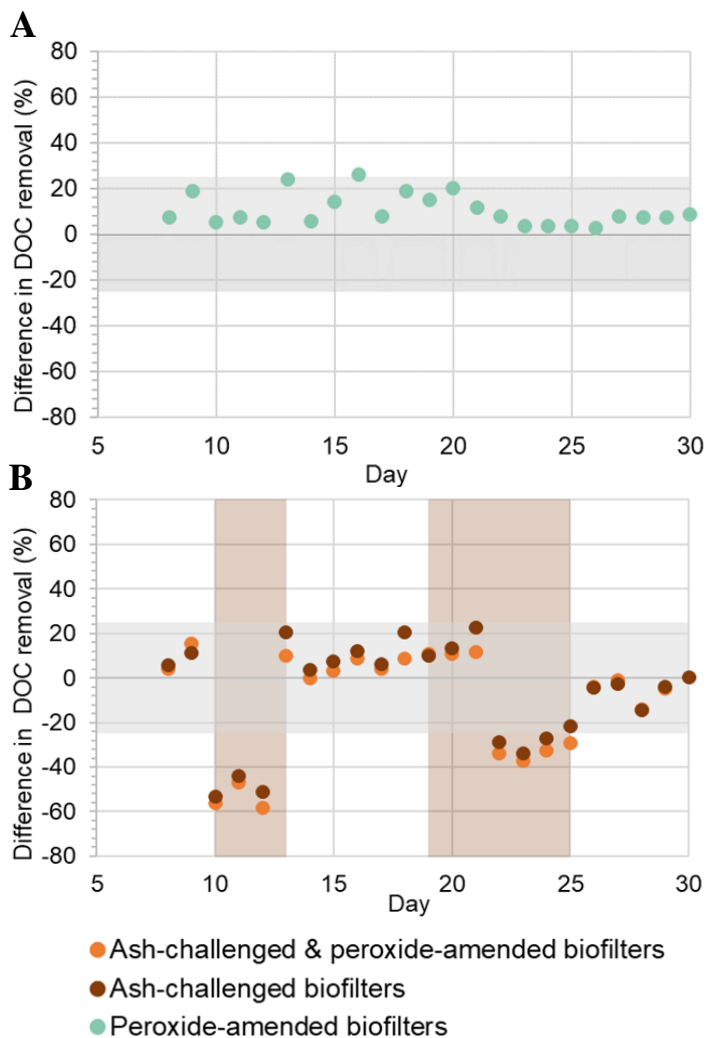 A
80
60
40
20
0
-20
-40
-60
-80
Difference in DOC removal (%)
5 10 15 20 25 30
Day
B
80
60
40
20
0
-20
-40
-60
-80
Difference in DOC removal (%)
5 10 15 20 25 30
Day
Ash-challenged & peroxide-amended biofilters
Ash-challenged biofilters
Peroxide-amended biofilters